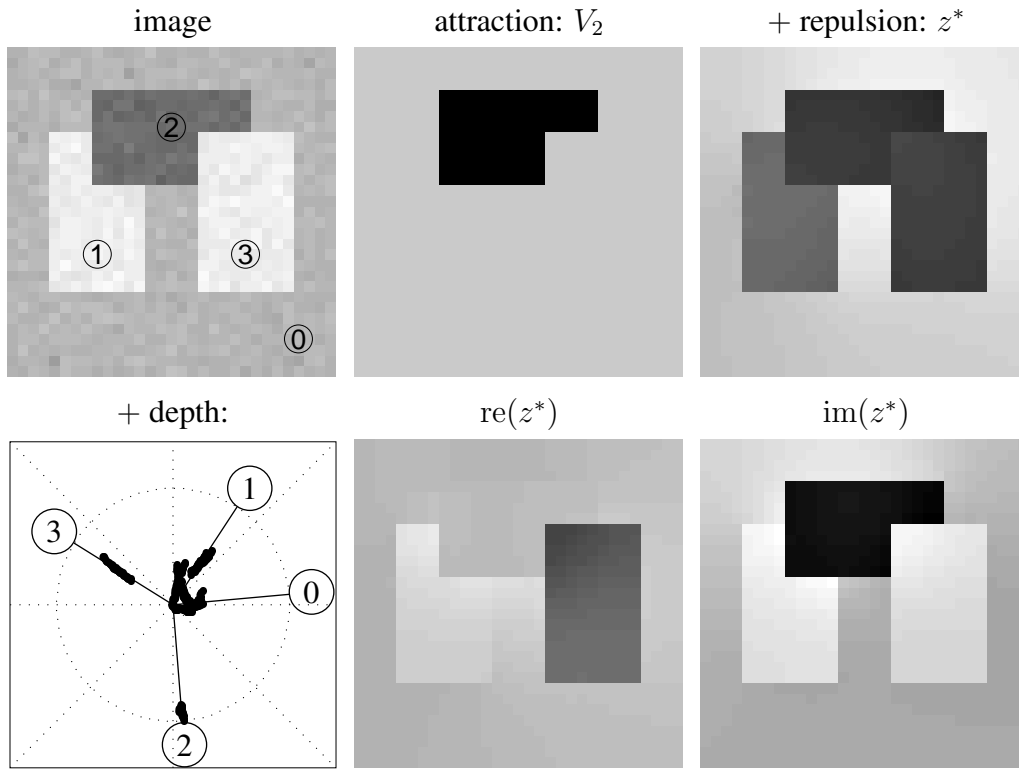 image
attraction: V₂
+ repulsion: z*
2
1
3
0
+ depth:
re(z*)
im(z*)
1
3
0
2